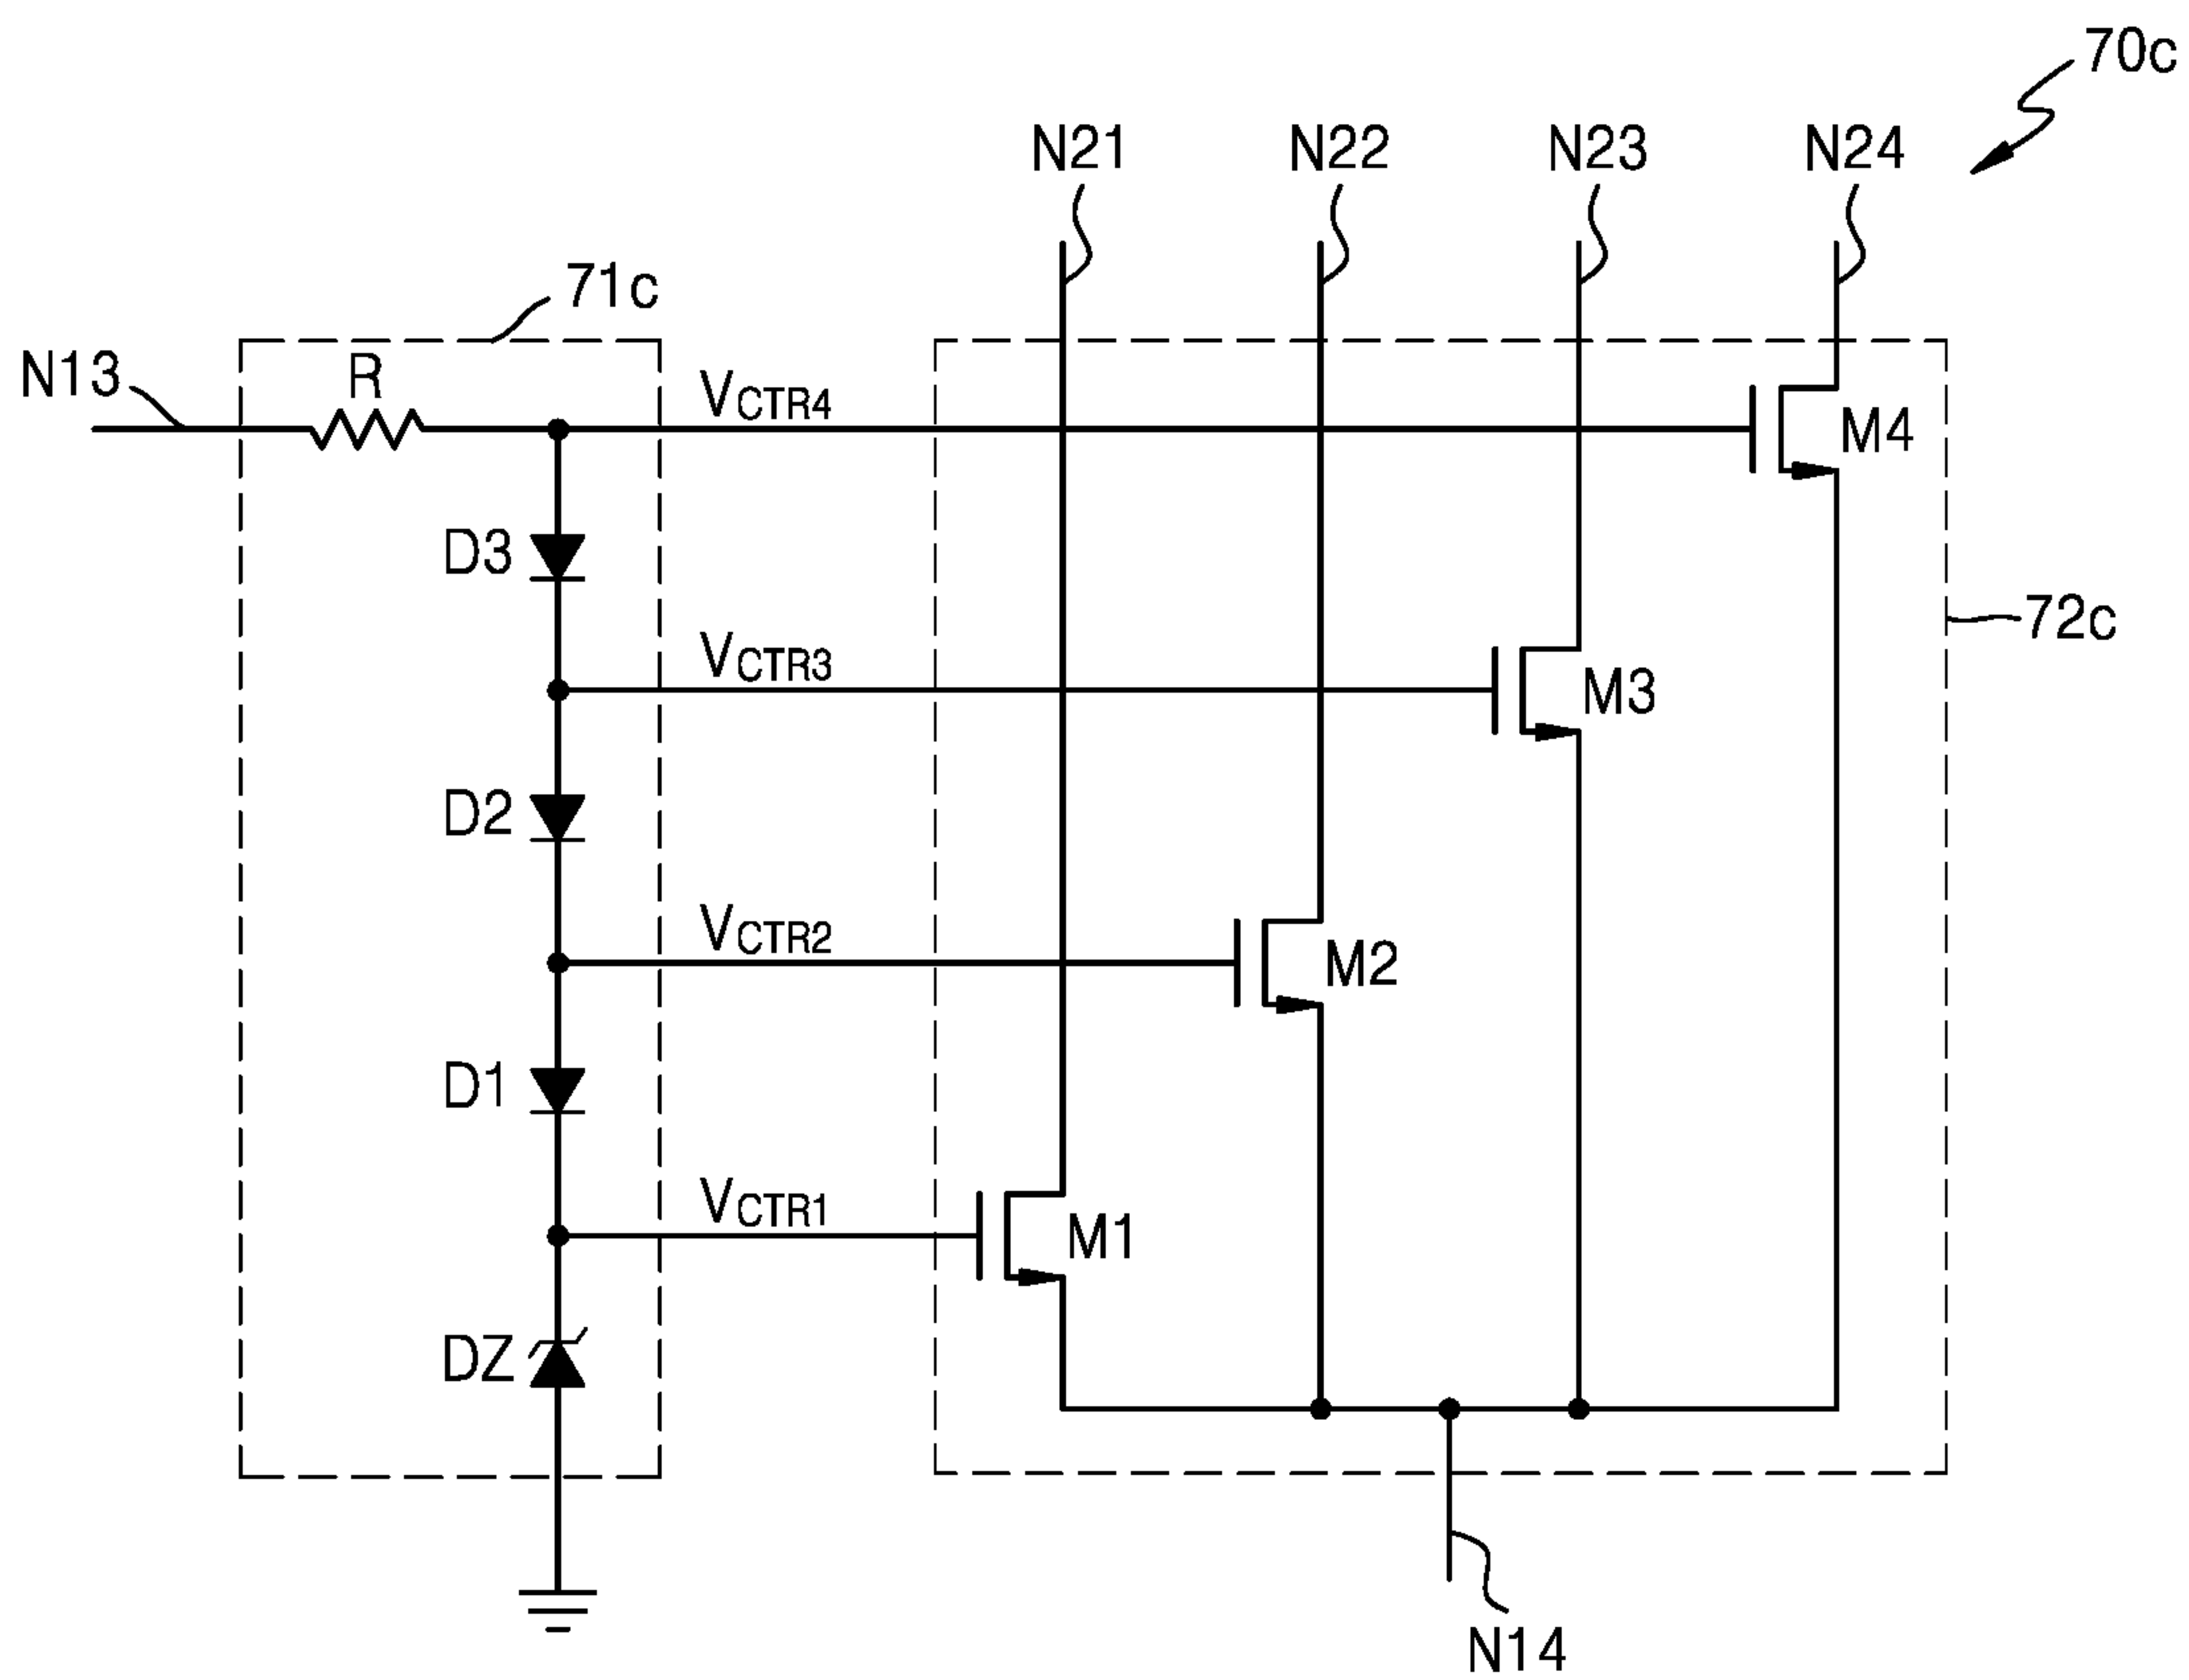 70c
N21 N22 N23 N24
71c
N13 R VCTR4 M4
D3
72c
VCTR3 M3
D2
VCTR2 M2
D1
VCTR1 M1
DZ
N14